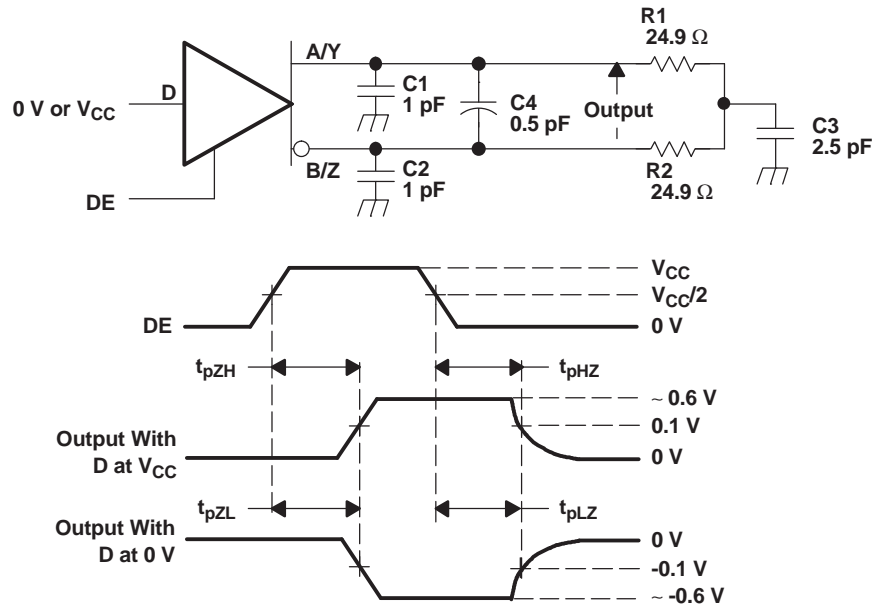 R1
24.9 Ω
A/Y
D
C1
1 pF
C4
0.5 pF
Output
0 V or VCC
C3
2.5 pF
B/Z
C2
1 pF
R2
24.9 Ω
DE
VCC
VCC/2
DE
0 V
tpZH
tpHZ
~ 0.6 V
0.1 V
Output With
D at VCC
0 V
tpZL
tpLZ
Output With
D at 0 V
0 V
-0.1 V
~ -0.6 V